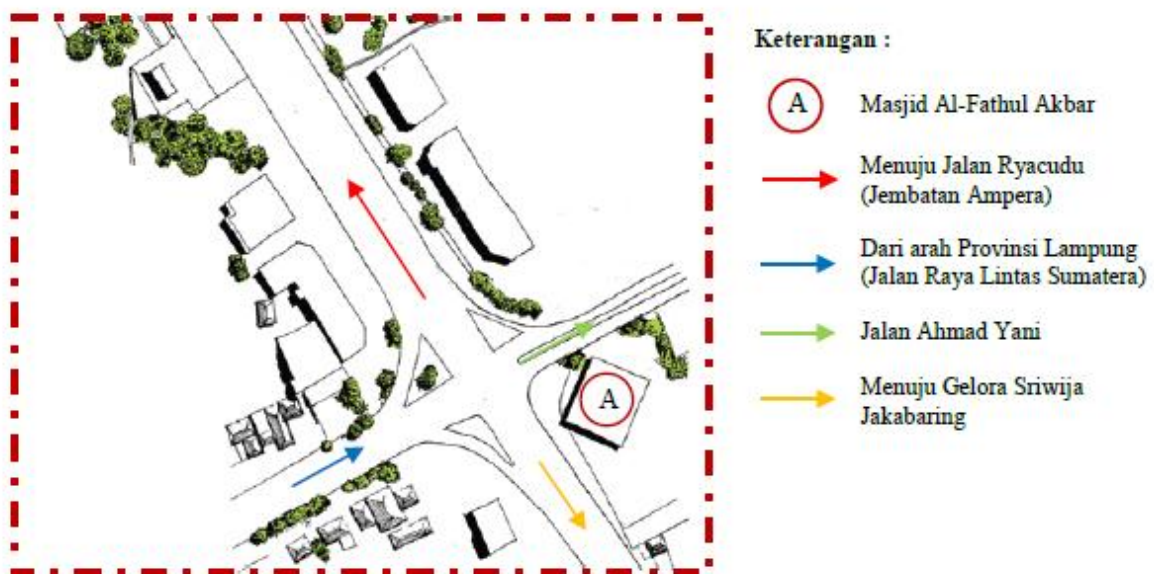 Keterangan :
A
Masjid Al-Fathul Akbar
Menuju Jalan Ryacudu
(Jembatan Ampera)
Dari arah Provinsi Lampung
(Jalan Raya Lintas Sumatera)
Jalan Ahmad Yani
Menuju Gelora Sriwija
Jakabaring
A